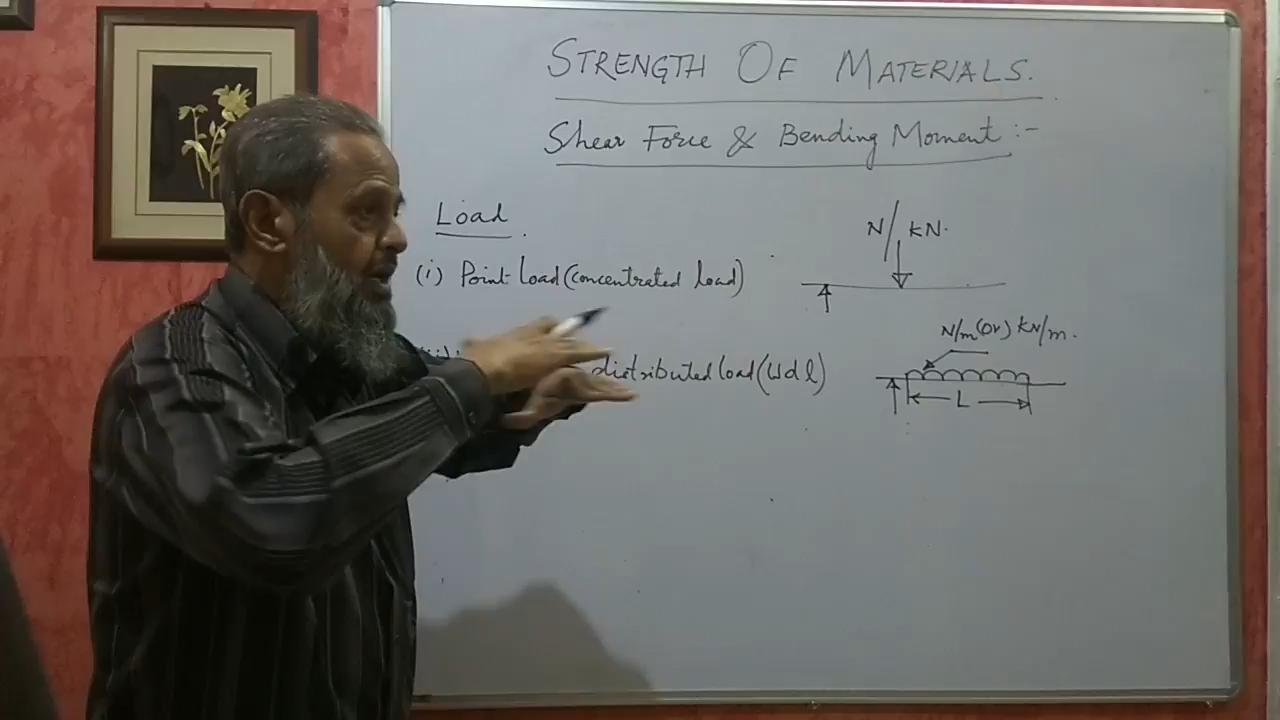 STRENGTH OF MATERIALS.
Shear Force & Bending Moment :-
Load
N/ kN.
(i) Point Load (Concentrated Load)
N/m (or) kN/m.
distributed load (Udl)
L